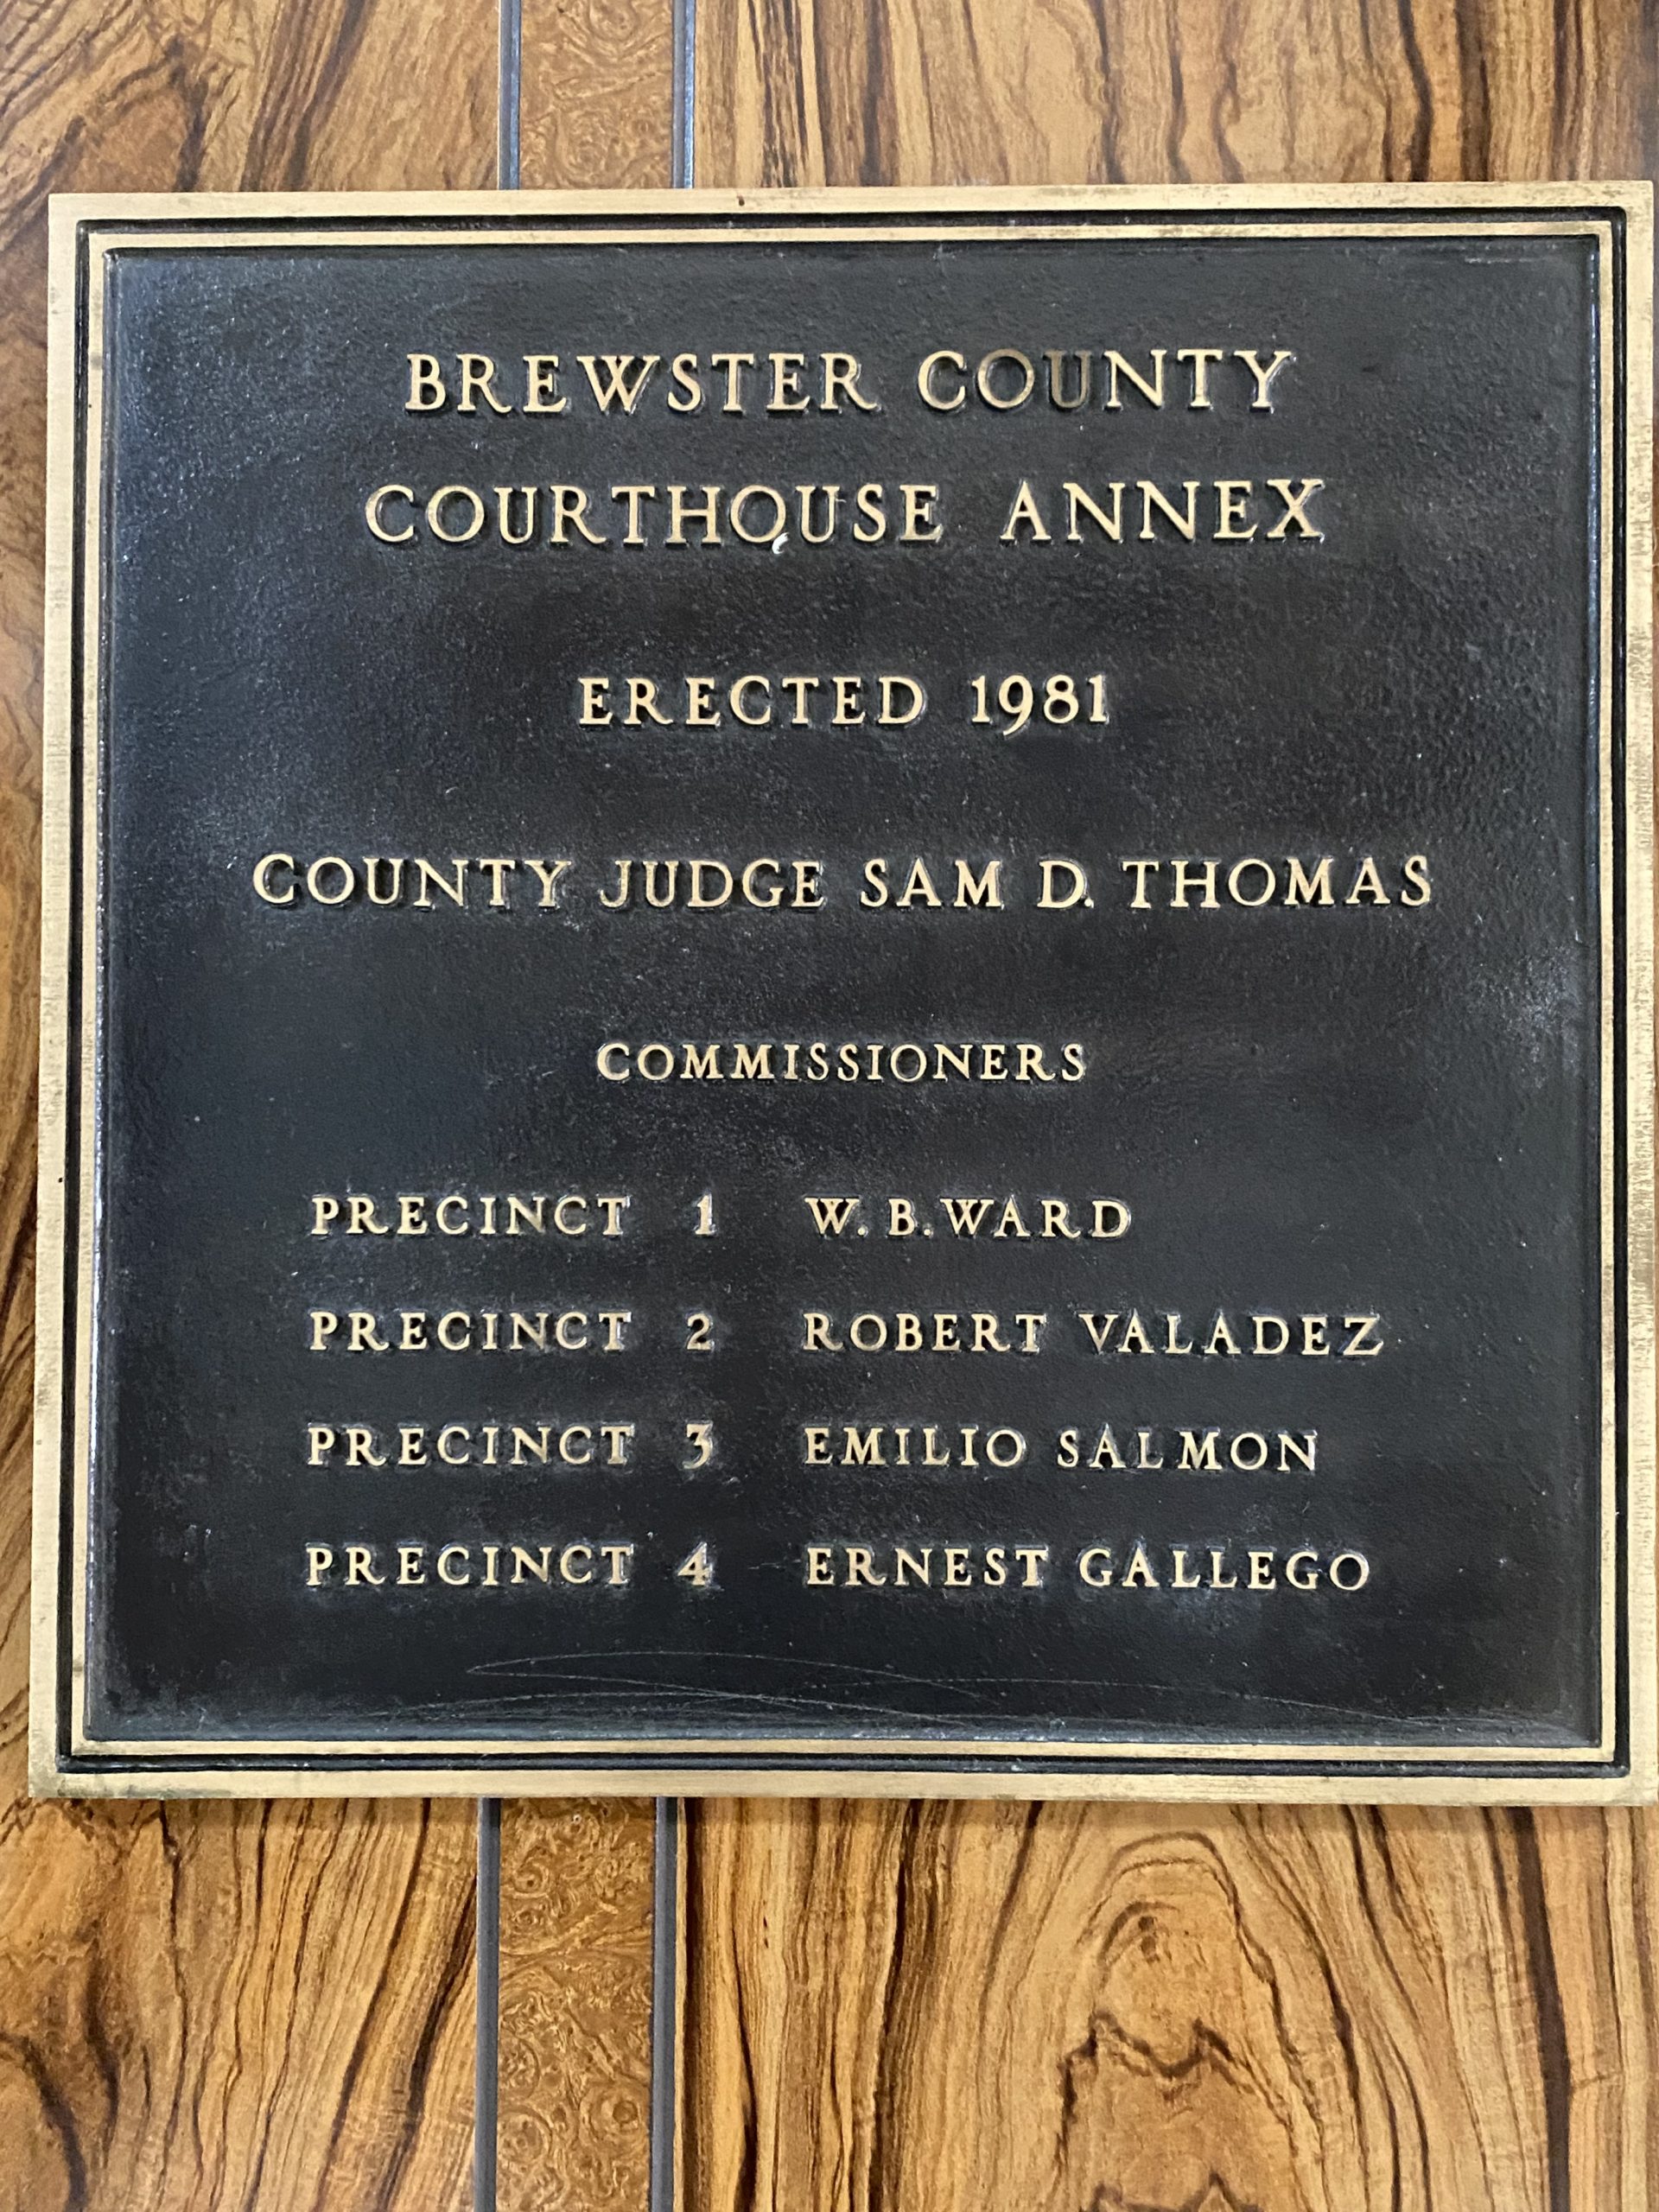 BREWSTER COUNTY
COURTHOUSE ANNEX
ERECTED 1981
COUNTY JUDGE SAM D. THOMAS
COMMISSIONERS
PRECINCT 1 W. B. WARD
PRECINCT 2 ROBERT VALADEZ
PRECINCT 3 EMILIO SALMON
PRECINCT 4 ERNEST GALLEGO